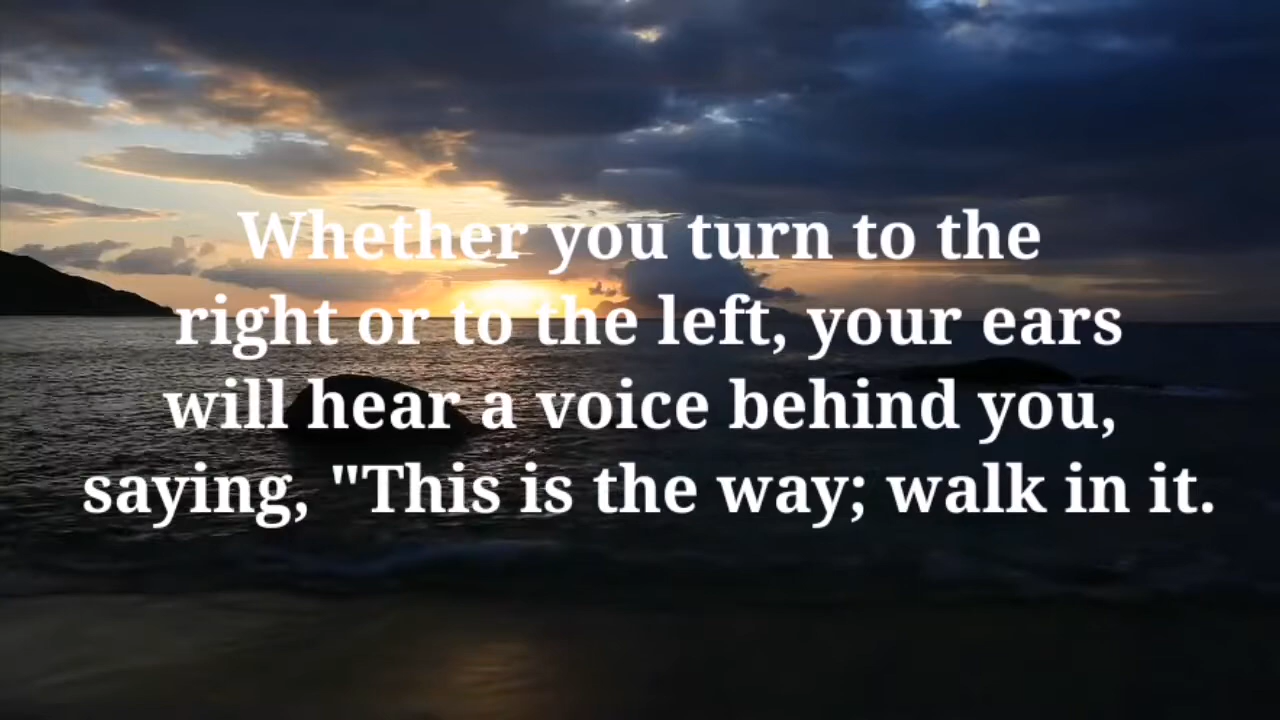 Whether you turn to the
right or to the left, your ears
will hear a voice behind you,
saying, "This is the way; walk in it.